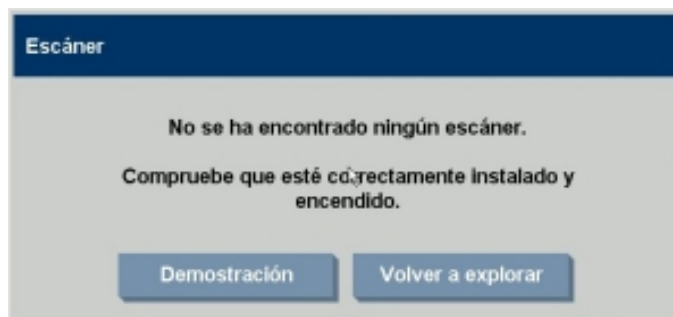 Escáner
No se ha encontrado ningún escáner.
Compruebe que esté correctamente instalado y
encendido.
Demostración
Volver a explorar